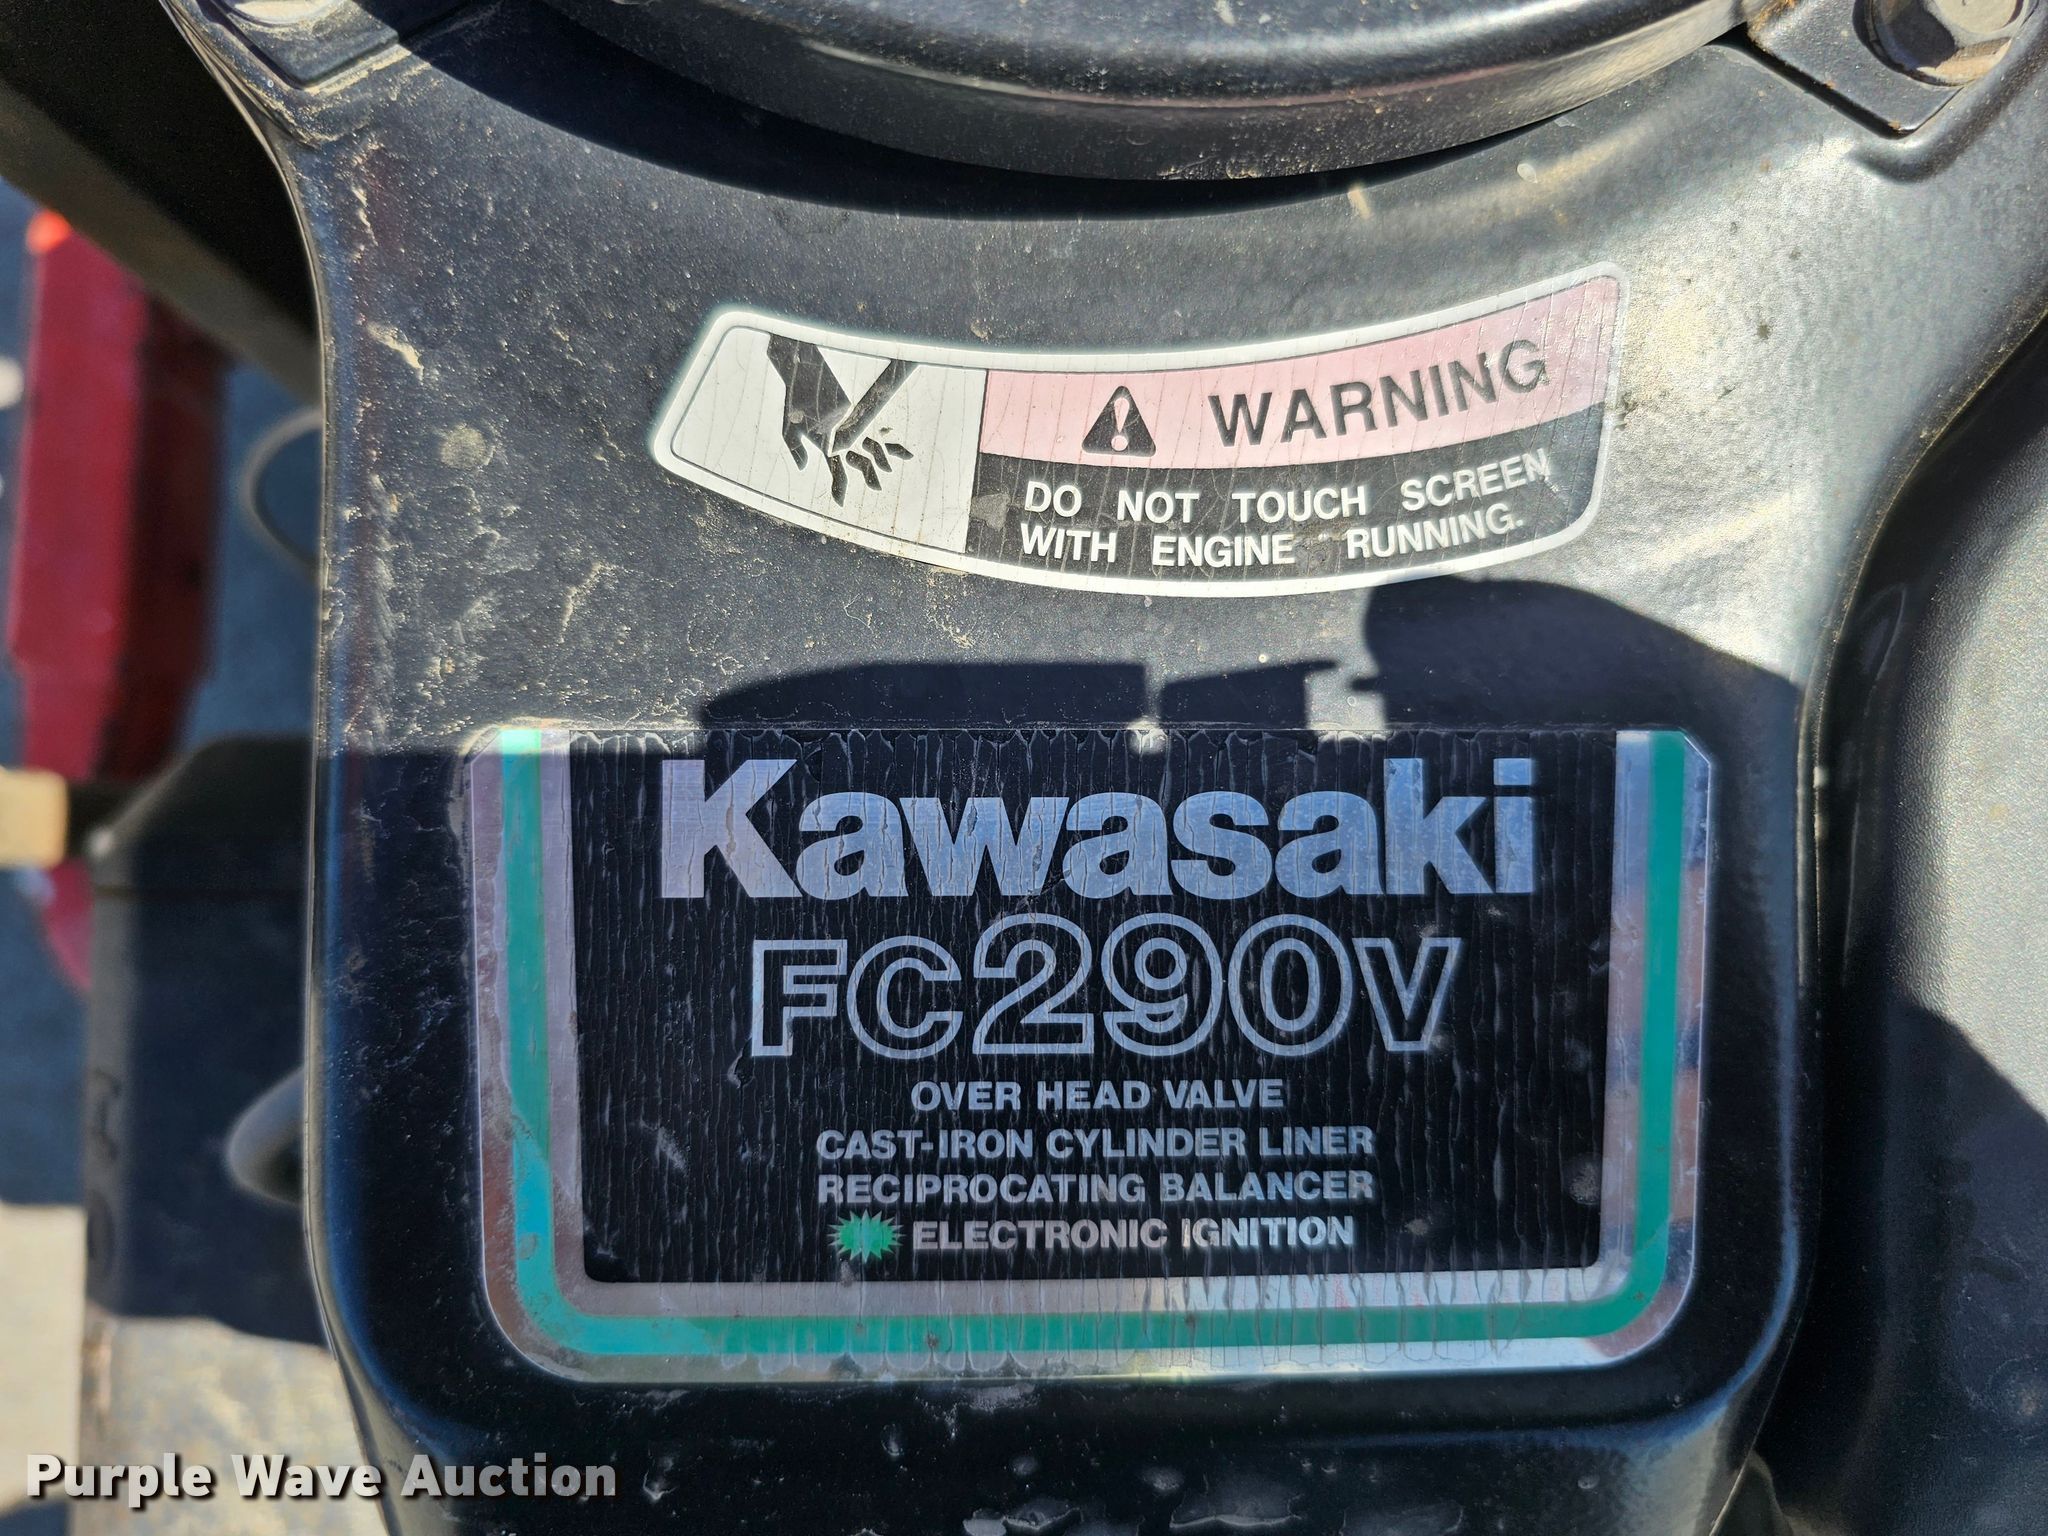 WARNING
DO NOT TOUCH SCREEN
WITH ENGINE RUNNING.
Kawasaki
FC290V
OVER HEAD VALVE
CAST-IRON CYLINDER LINER
RECIPROCATING BALANCER
ELECTRONIC IGNITION
Purple Wave Auction